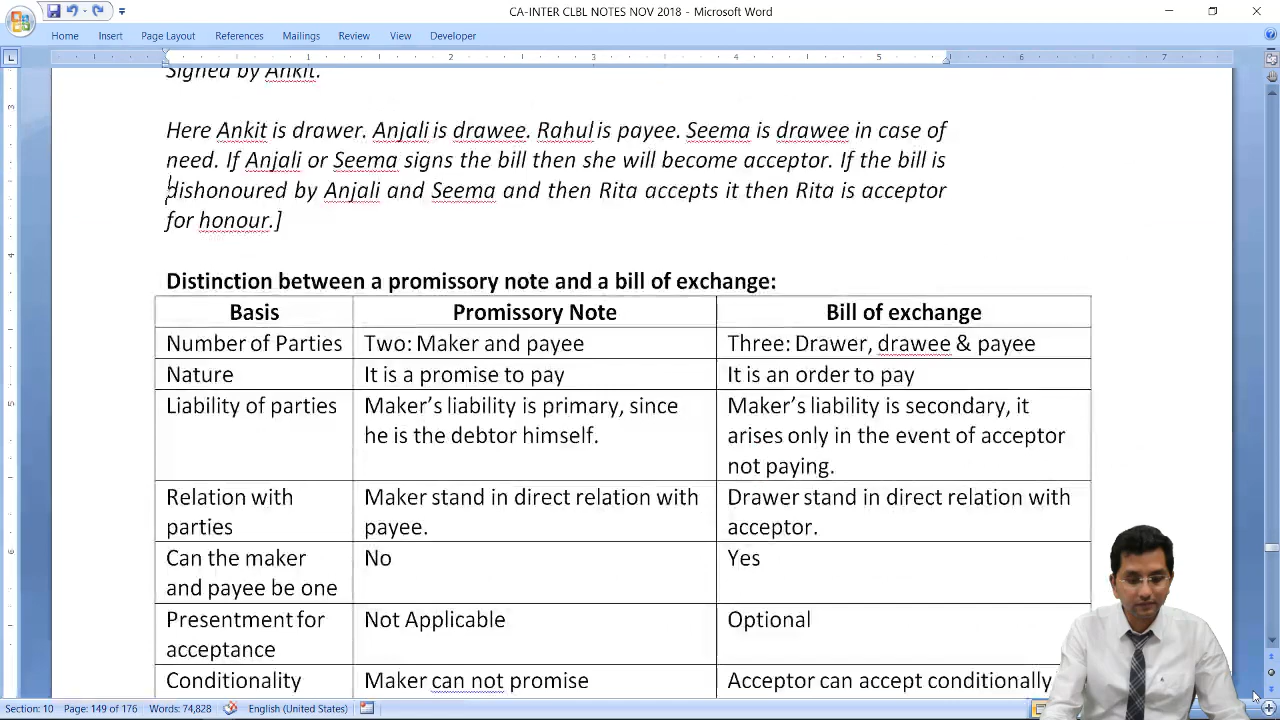 CA-INTER CLBL NOTES NOV 2018 - Microsoft Word
Home Insert Page Layout References Mailings Review View Developer
1 2 3 4 5 6 7
Signed by Ankit.
Here Ankit is drawer. Anjali is drawee. Rahul is payee. Seema is drawee in case of
need. If Anjali or Seema signs the bill then she will become acceptor. If the bill is
dishonoured by Anjali and Seema and then Rita accepts it then Rita is acceptor
for honour.]
Distinction between a promissory note and a bill of exchange:
Basis Promissory Note Bill of exchange
Number of Parties Two: Maker and payee Three: Drawer, drawee & payee
Nature It is a promise to pay It is an order to pay
Liability of parties Maker’s liability is primary, since Maker’s liability is secondary, it
he is the debtor himself. arises only in the event of acceptor
not paying.
Relation with Maker stand in direct relation with Drawer stand in direct relation with
parties payee. acceptor.
Can the maker No Yes
and payee be one
Presentment for Not Applicable Optional
acceptance
Conditionality Maker can not promise Acceptor can accept conditionally
Section: 10 Page: 149 of 176 Words: 74,828 English (United States)